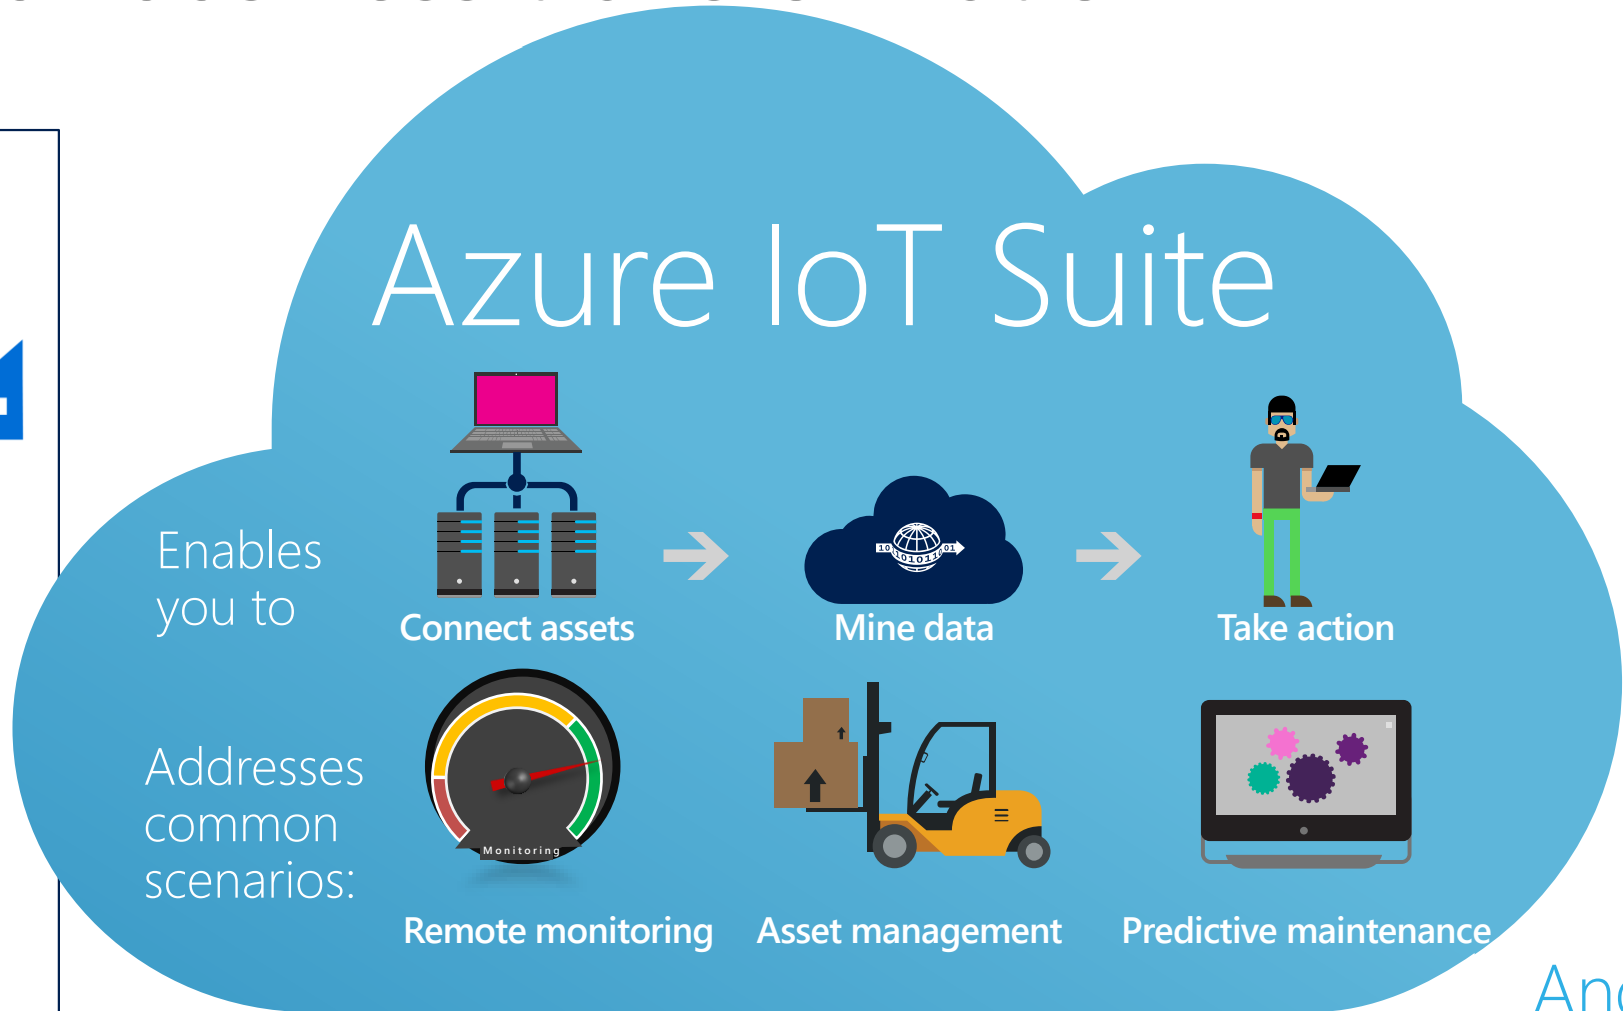 Azure IoT Suite
Enables
you to
Connect assets
Mine data
Take action
Monitoring
Addresses
common
scenarios:
Remote monitoring
Asset management
Predictive maintenance